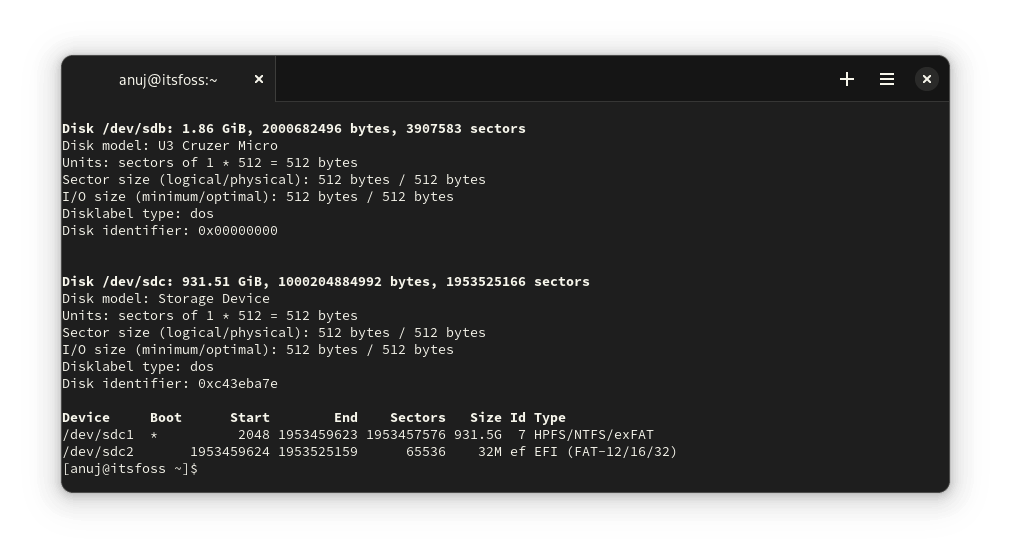 anuj@itsfoss:~
Disk /dev/sdb: 1.86 GiB, 2000682496 bytes, 3907583 sectors
Disk model: U3 Cruzer Micro
Units: sectors of 1 * 512 = 512 bytes
Sector size (logical/physical): 512 bytes / 512 bytes
I/O size (minimum/optimal): 512 bytes / 512 bytes
Disklabel type: dos
Disk identifier: 0x00000000
Disk /dev/sdc: 931.51 GiB, 1000204884992 bytes, 1953525166 sectors
Disk model: Storage Device
Units: sectors of 1 * 512 = 512 bytes
Sector size (logical/physical): 512 bytes / 512 bytes
I/O size (minimum/optimal): 512 bytes / 512 bytes
Disklabel type: dos
Disk identifier: 0xc43eba7e
Device     Boot      Start        End    Sectors   Size Id Type
/dev/sdc1  *          2048 1953459623 1953457576 931.5G  7 HPFS/NTFS/exFAT
/dev/sdc2       1953459624 1953525159      65536    32M ef EFI (FAT-12/16/32)
[anuj@itsfoss ~]$